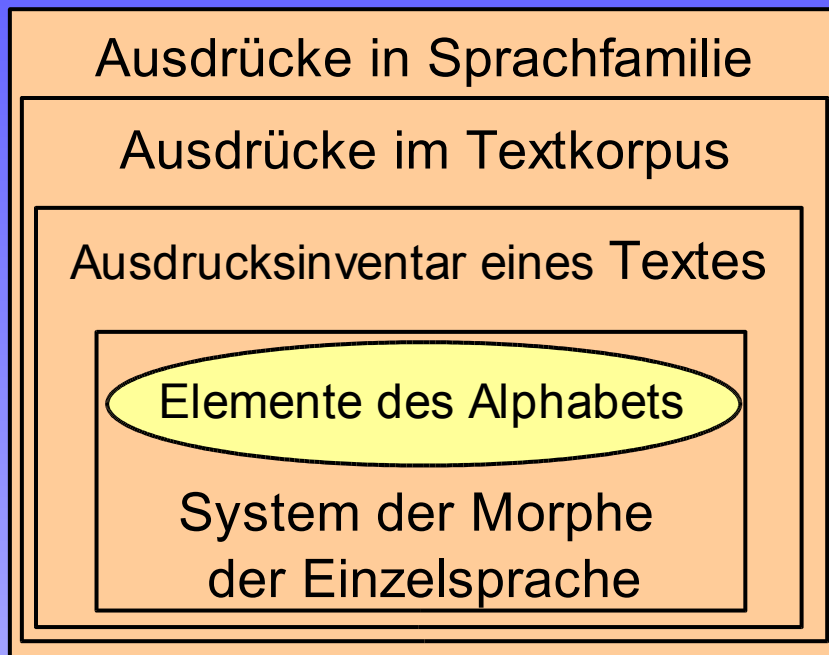 Ausdrücke in Sprachfamilie
Ausdrücke im Textkorpus
Ausdrucksinventar eines Textes
Elemente des Alphabets
System der Morphe
der Einzelsprache